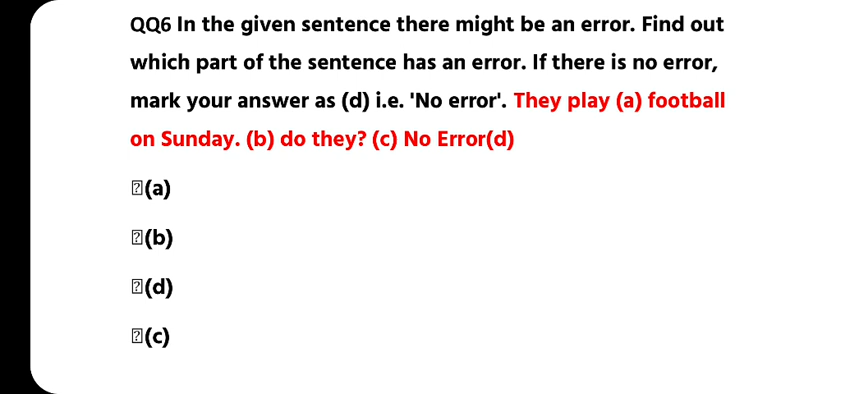 QQ6 In the given sentence there might be an error. Find out
which part of the sentence has an error. If there is no error,
mark your answer as (d) i.e. 'No error'. They play (a) football
on Sunday. (b) do they? (c) No Error(d)
⍰(a)
⍰(b)
⍰(d)
⍰(c)